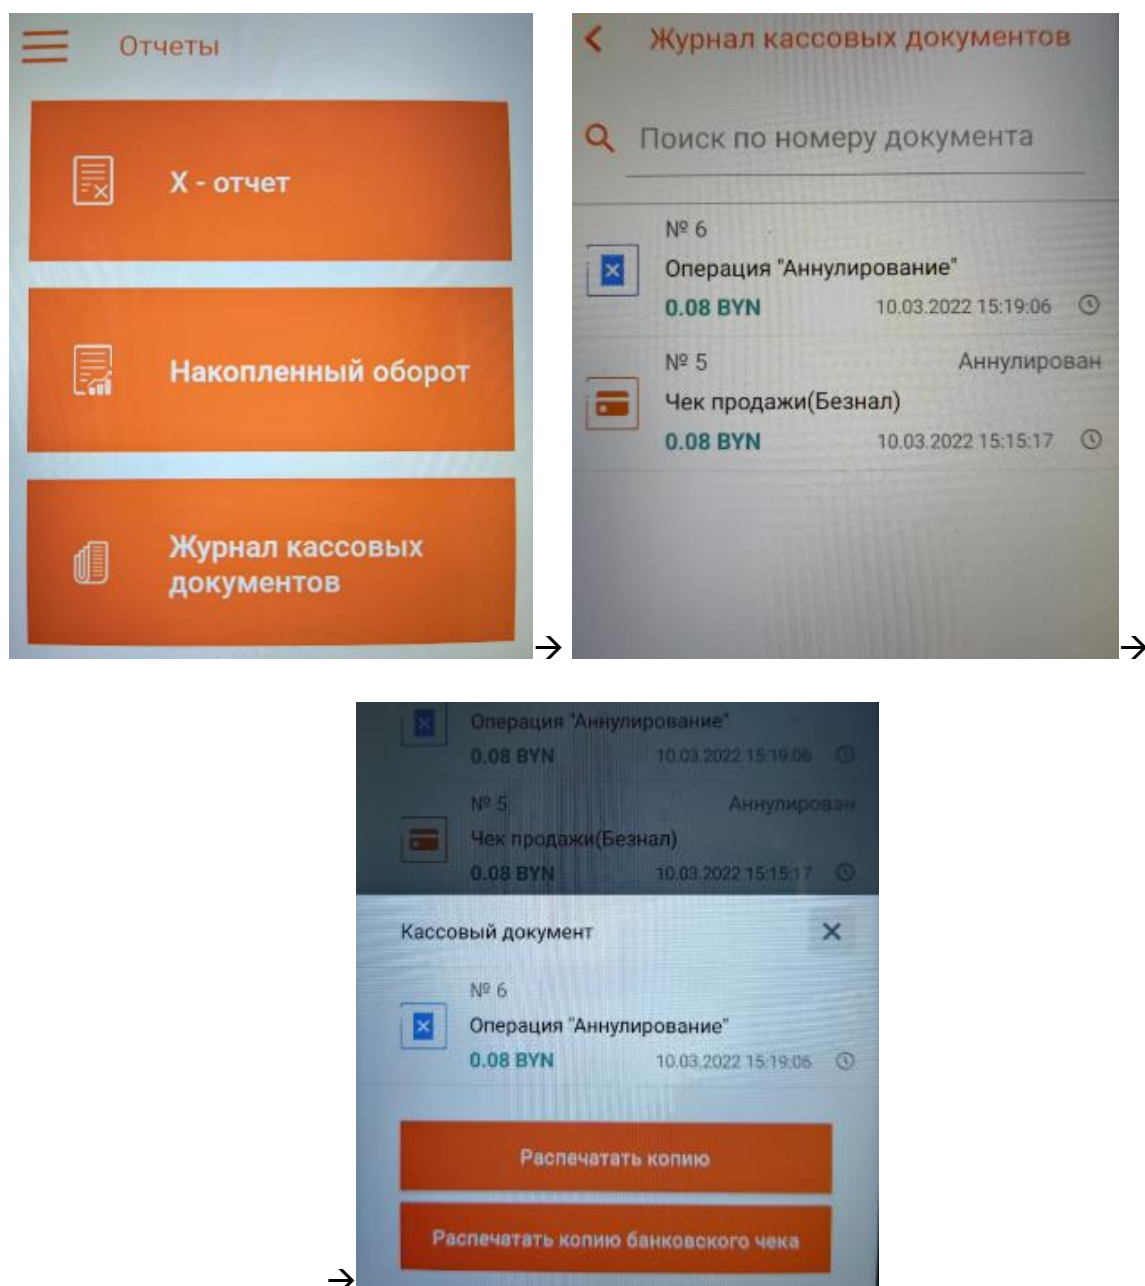 Отчеты
X - отчет
Накопленный оборот
Журнал кассовых
документов
→
Журнал кассовых документов
Поиск по номеру документа
№ 6
Операция "Аннулирование"
0.08 BYN 10.03.2022 15:19:06
№ 5 Аннулирован
Чек продажи(Безнал)
0.08 BYN 10.03.2022 15:15:17
→
→
Операция "Аннулирование"
0.08 BYN 10.03.2022 15:19:06
№ 5 Аннулирован
Чек продажи(Безнал)
0.08 BYN 10.03.2022 15:15:17
Кассовый документ
№ 6
Операция "Аннулирование"
0.08 BYN 10.03.2022 15:19:06
Распечатать копию
Распечатать копию банковского чека